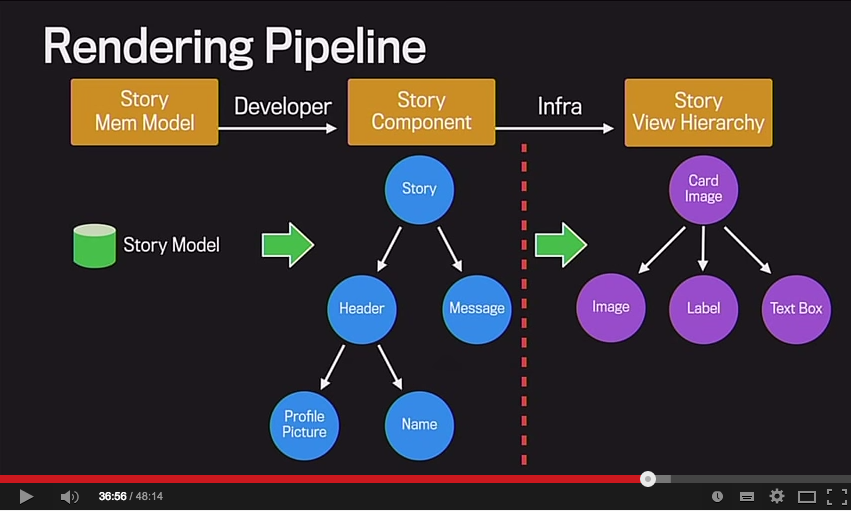 Rendering Pipeline
Story
Mem Model
Developer
Story
Component
Infra
Story
View Hierarchy
Story Model
Story
Header
Message
Profile
Picture
Name
Card
Image
Image
Label
Text Box
36:56 / 48:14